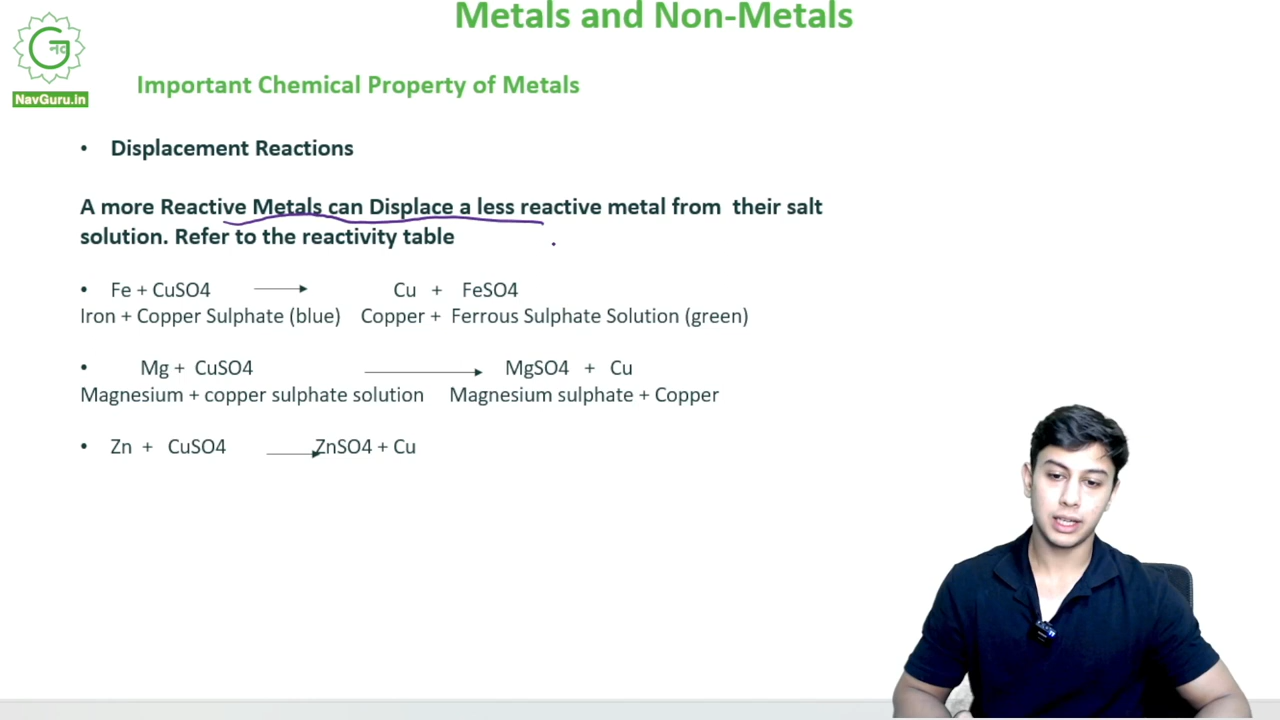 Metals and Non-Metals
नव
NavGuru.in
Important Chemical Property of Metals
• Displacement Reactions
A more Reactive Metals can Displace a less reactive metal from their salt
solution. Refer to the reactivity table
• Fe + CuSO4 Cu + FeSO4
Iron + Copper Sulphate (blue) Copper + Ferrous Sulphate Solution (green)
• Mg + CuSO4 MgSO4 + Cu
Magnesium + copper sulphate solution Magnesium sulphate + Copper
• Zn + CuSO4 ZnSO4 + Cu